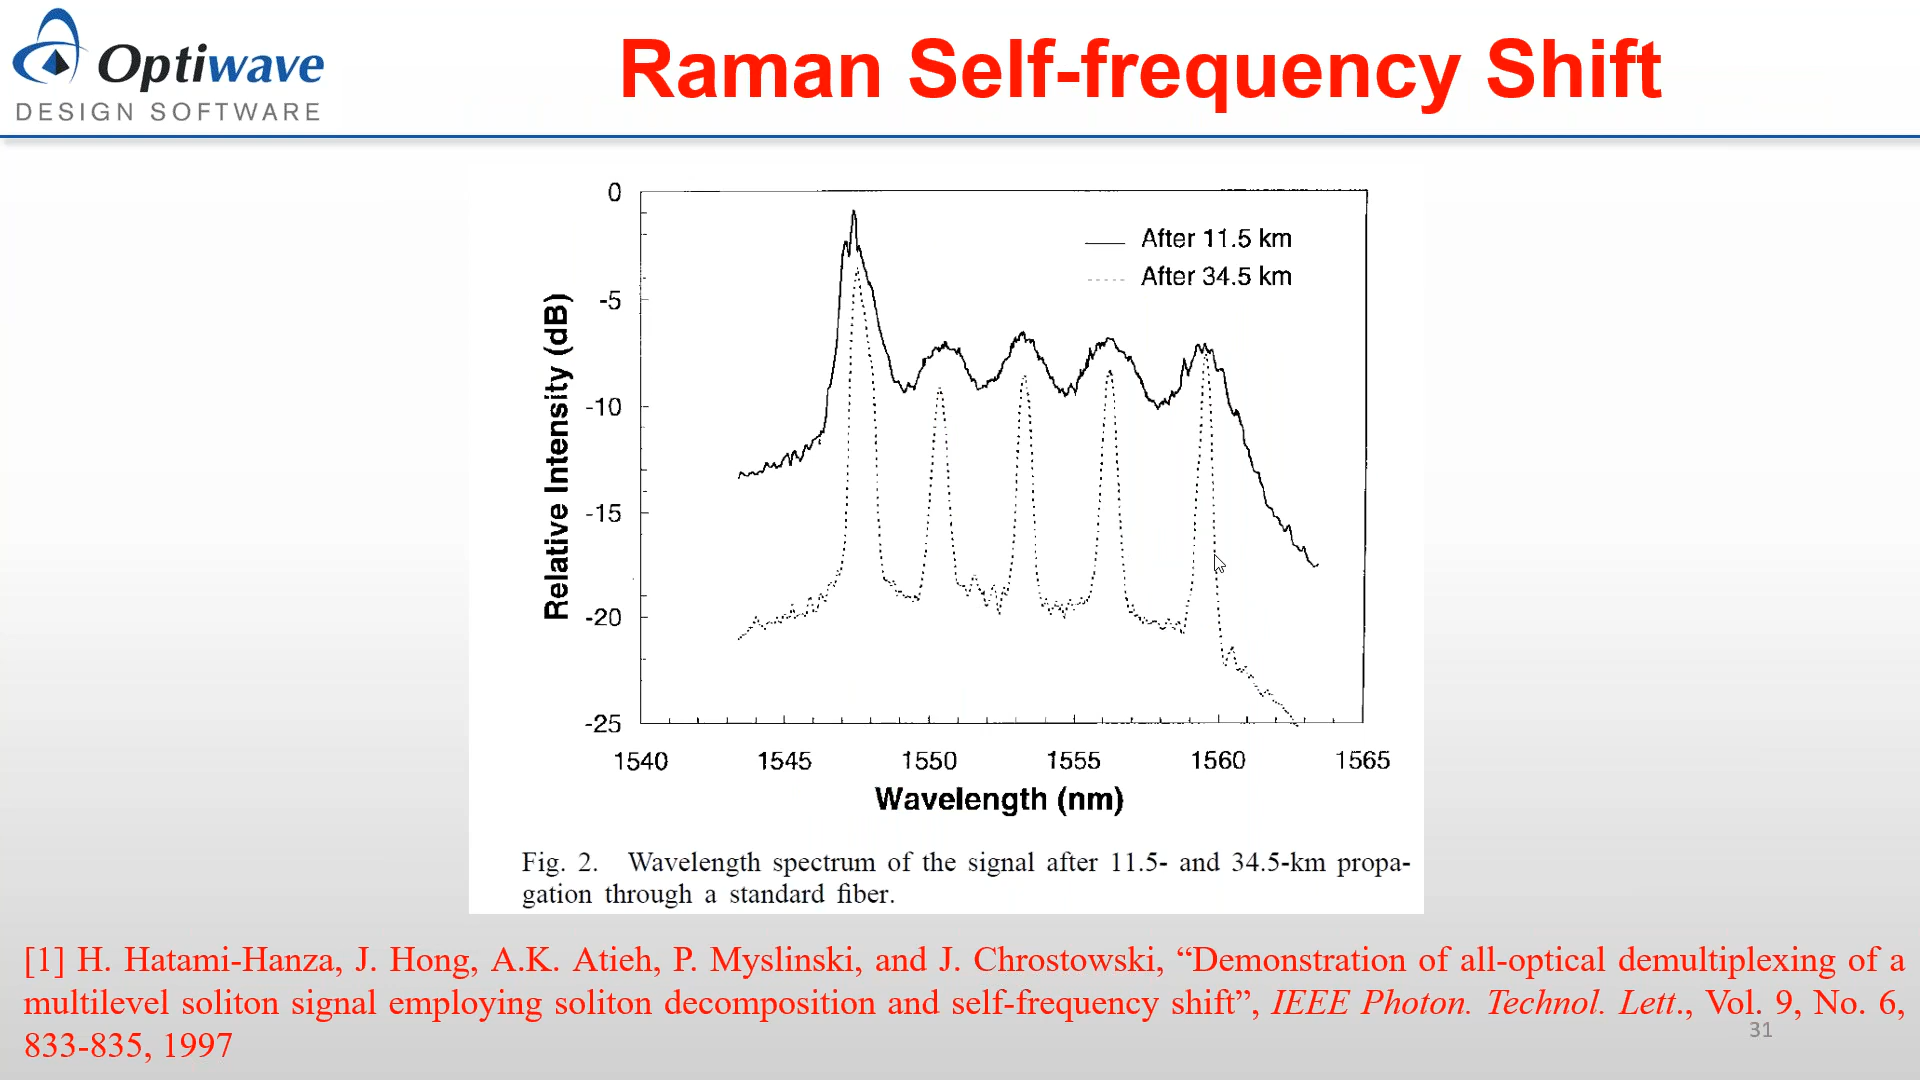 Optiwave
DESIGN SOFTWARE
Raman Self-frequency Shift
0
-5
-10
-15
-20
-25
Relative Intensity (dB)
After 11.5 km
After 34.5 km
1540 1545 1550 1555 1560 1565
Wavelength (nm)
Fig. 2. Wavelength spectrum of the signal after 11.5- and 34.5-km propa-
gation through a standard fiber.
[1] H. Hatami-Hanza, J. Hong, A.K. Atieh, P. Myslinski, and J. Chrostowski, “Demonstration of all-optical demultiplexing of a
multilevel soliton signal employing soliton decomposition and self-frequency shift”, IEEE Photon. Technol. Lett., Vol. 9, No. 6,
833-835, 1997
31